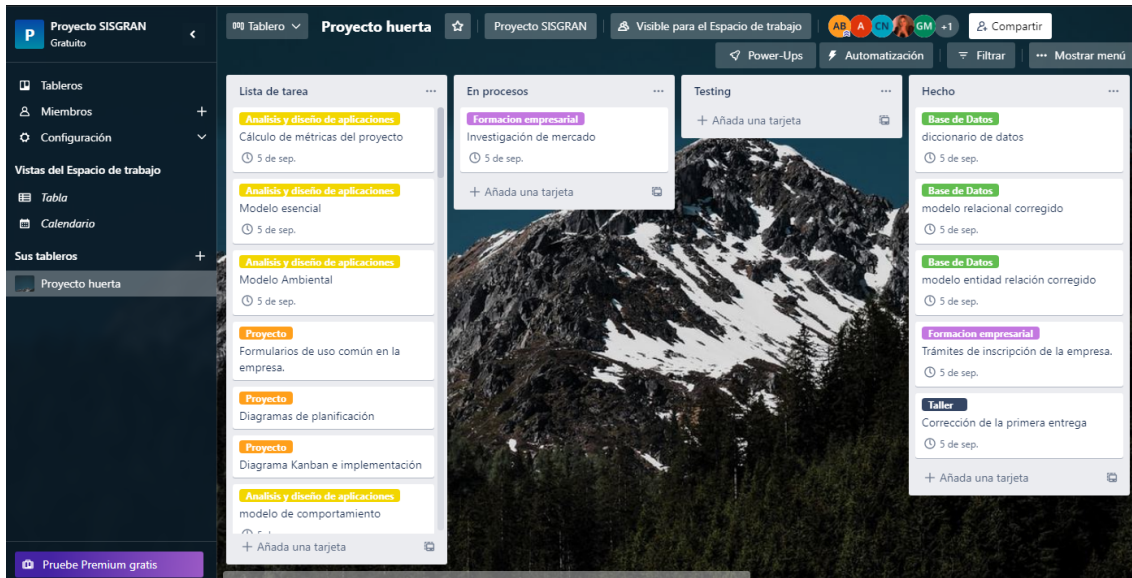 P
Proyecto SISGRAN
Gratuito
Tableros
Miembros
Configuración
Vistas del Espacio de trabajo
Tabla
Calendario
Sus tableros
Proyecto huerta
Pruebe Premium gratis
Tablero
Proyecto huerta
Proyecto SISGRAN
Visible para el Espacio de trabajo
AB A CN GM +1
Compartir
Power-Ups
Automatización
Filtrar
Mostrar menú
Lista de tarea
Analisis y diseño de aplicaciones
Cálculo de métricas del proyecto
5 de sep.
Analisis y diseño de aplicaciones
Modelo esencial
5 de sep.
Analisis y diseño de aplicaciones
Modelo Ambiental
5 de sep.
Proyecto
Formularios de uso común en la
empresa.
Proyecto
Diagramas de planificación
Proyecto
Diagrama Kanban e implementación
Analisis y diseño de aplicaciones
modelo de comportamiento
+ Añada una tarjeta
En procesos
Formacion empresarial
Investigación de mercado
5 de sep.
+ Añada una tarjeta
Testing
+ Añada una tarjeta
Hecho
Base de Datos
diccionario de datos
5 de sep.
Base de Datos
modelo relacional corregido
5 de sep.
Base de Datos
modelo entidad relación corregido
5 de sep.
Formacion empresarial
Trámites de inscripción de la empresa.
5 de sep.
Taller
Corrección de la primera entrega
5 de sep.
+ Añada una tarjeta